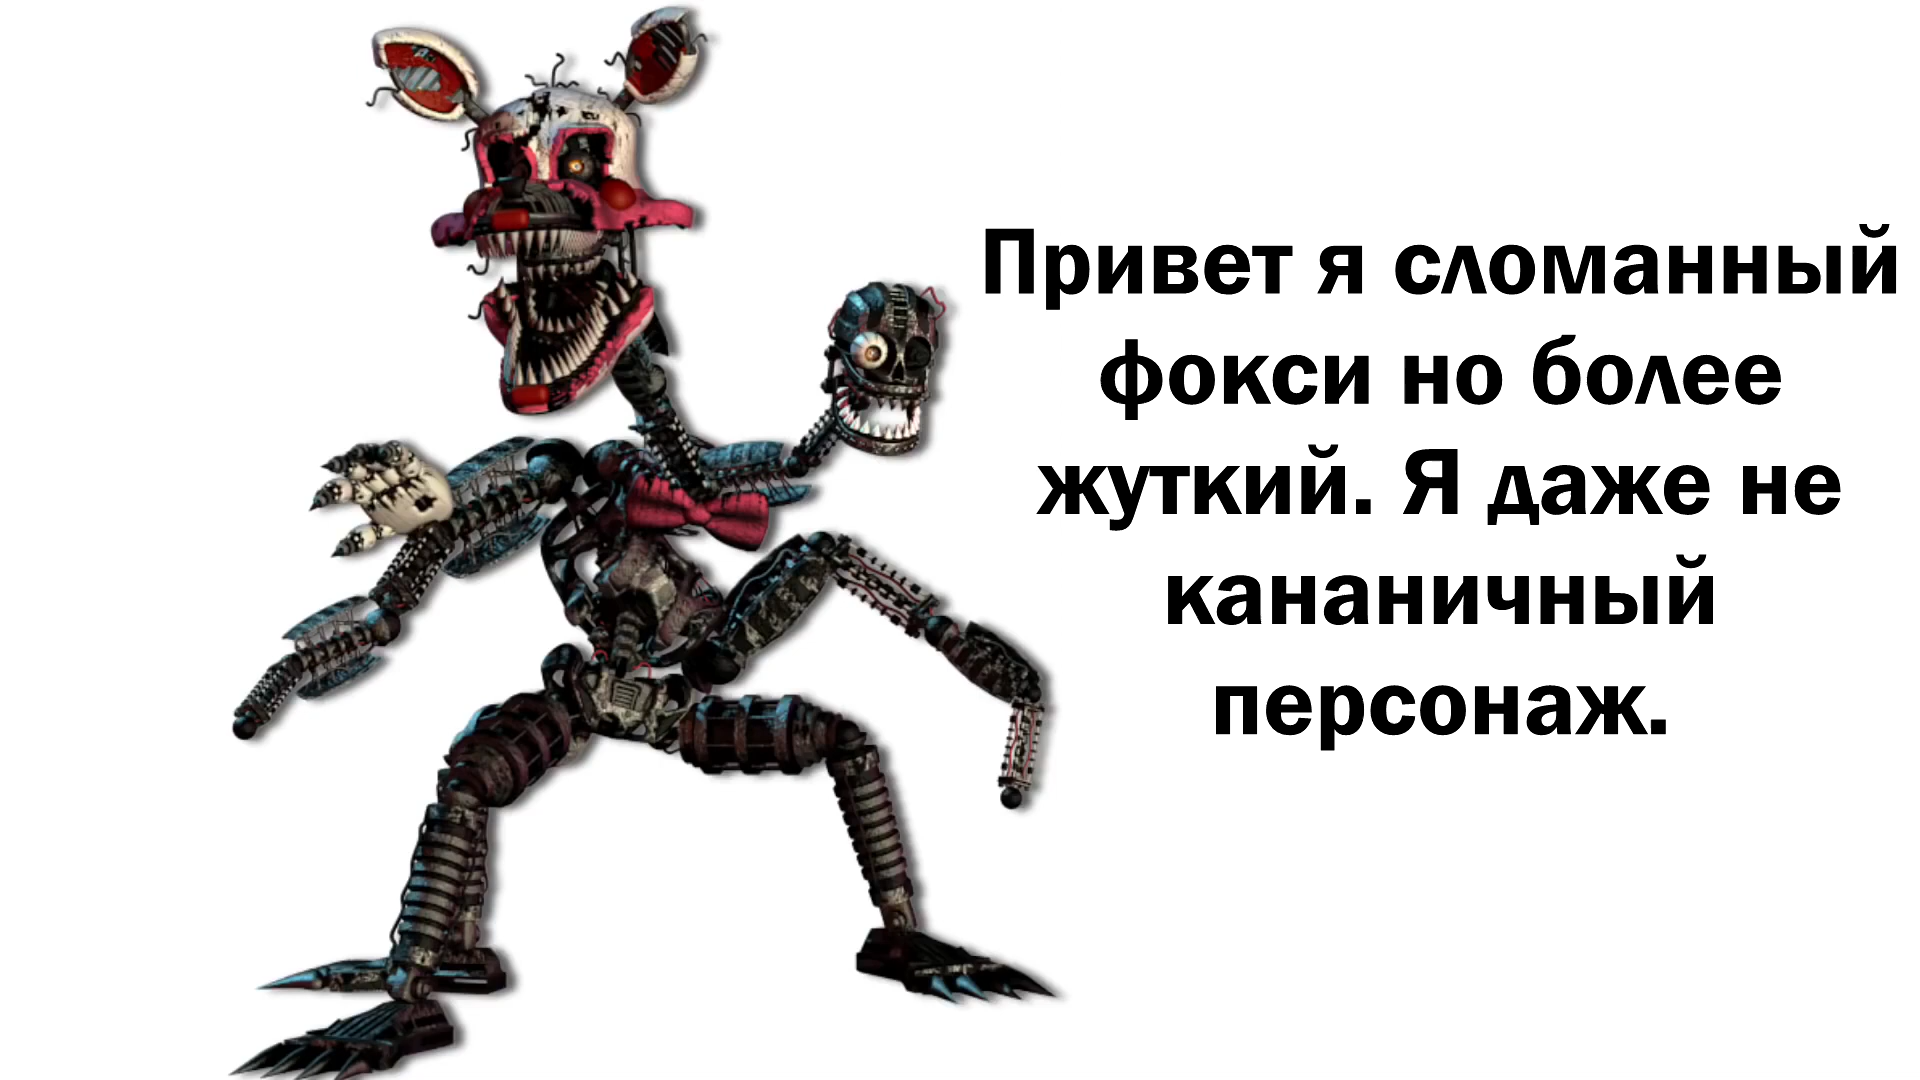 Привет я сломанный
фокси но более
жуткий. Я даже не
кананичный
персонаж.